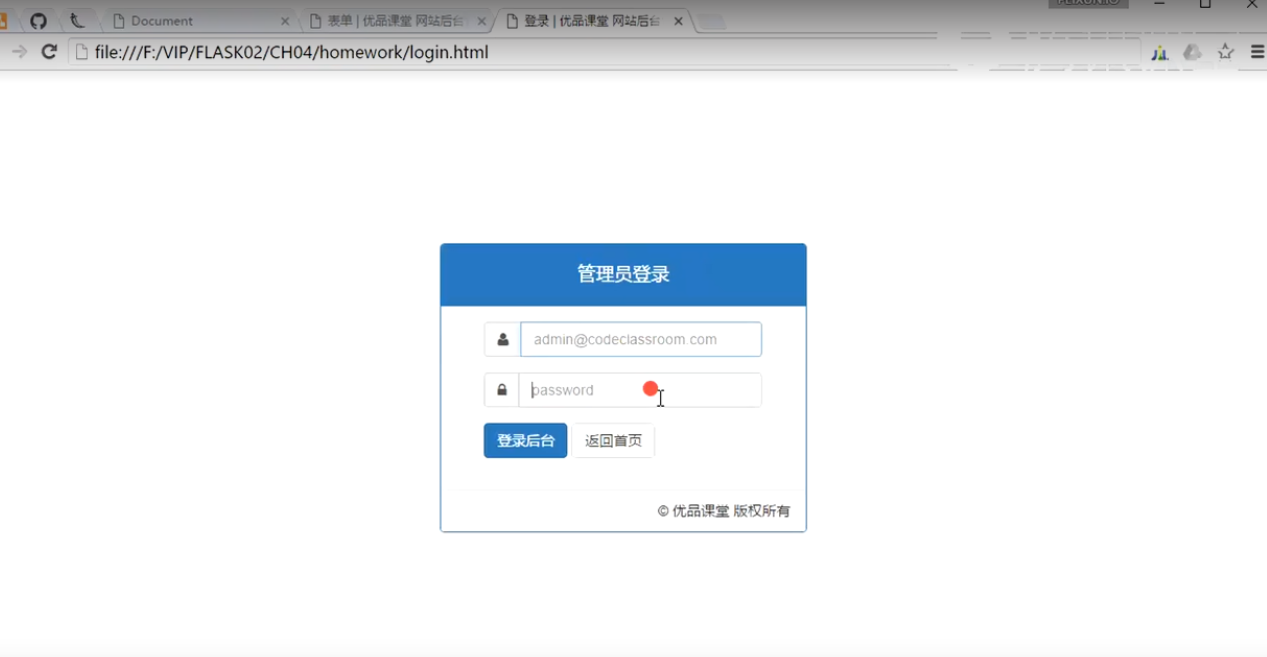 Document
表单 | 优品课堂 网站后台
登录 | 优品课堂 网站后台
file:///F:/VIP/FLASK02/CH04/homework/login.html
管理员登录
admin@codeclassroom.com
password
登录后台
返回首页
© 优品课堂 版权所有